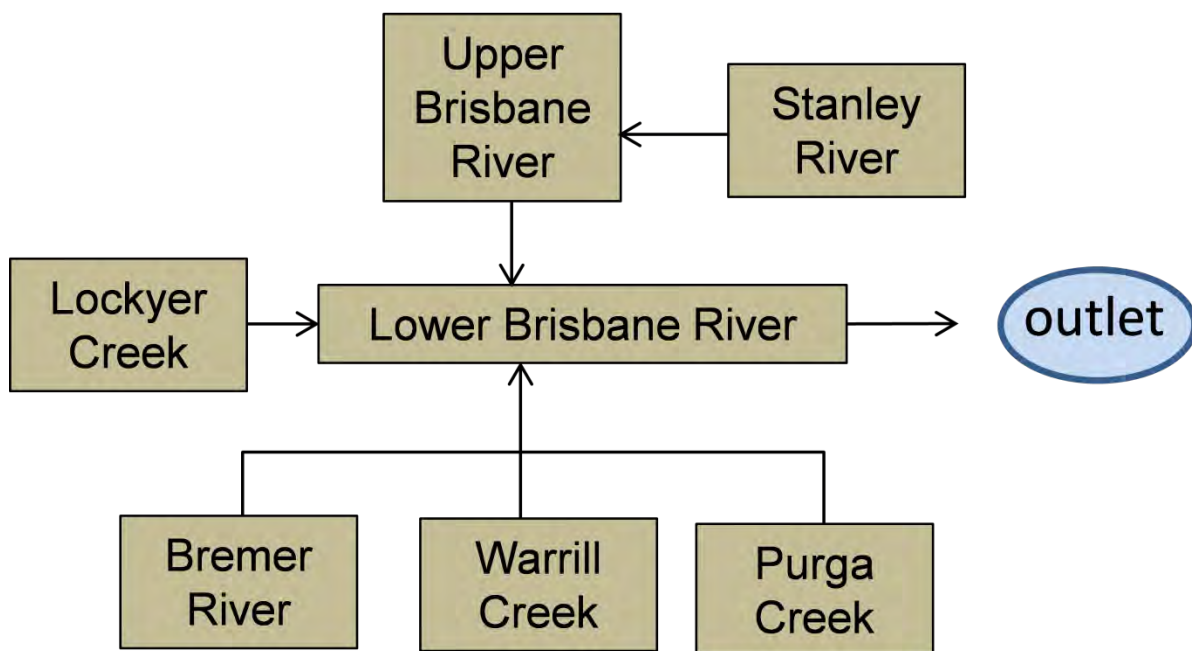 Upper
Brisbane
River
Stanley
River
Lockyer
Creek
Lower Brisbane River
outlet
Bremer
River
Warrill
Creek
Purga
Creek